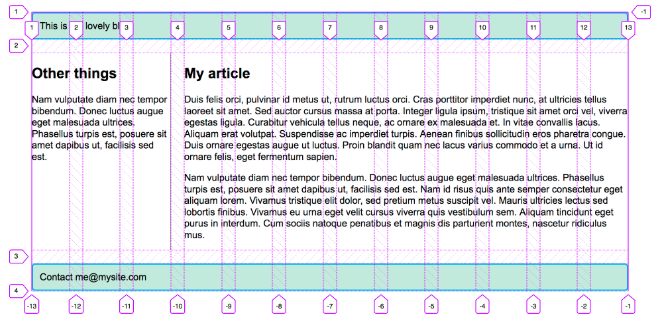 1
-1
This is
lovely bl
1 2 3 4 5 6 7 8 9 10 11 12 13
2
Other things
My article
Nam vulputate diam nec tempor
bibendum. Donec luctus augue
eget malesuada ultrices.
Phasellus turpis est, posuere sit
amet dapibus ut, facilisis sed
est.
Duis felis orci, pulvinar id metus ut, rutrum luctus orci. Cras porttitor imperdiet nunc, at ultricies tellus
laoreet sit amet. Sed auctor cursus massa at porta. Integer ligula ipsum, tristique sit amet orci vel, viverra
egestas ligula. Curabitur vehicula tellus neque, ac ornare ex malesuada et. In vitae convallis lacus.
Aliquam erat volutpat. Suspendisse ac imperdiet turpis. Aenean finibus sollicitudin eros pharetra congue.
Duis ornare egestas augue ut luctus. Proin blandit quam nec lacus varius commodo et a urna. Ut id
ornare felis, eget fermentum sapien.
Nam vulputate diam nec tempor bibendum. Donec luctus augue eget malesuada ultrices. Phasellus
turpis est, posuere sit amet dapibus ut, facilisis sed est. Nam id risus quis ante semper consectetur eget
aliquam lorem. Vivamus tristique elit dolor, sed pretium metus suscipit vel. Mauris ultricies lectus sed
lobortis finibus. Vivamus eu urna eget velit cursus viverra quis vestibulum sem. Aliquam tincidunt eget
purus in interdum. Cum sociis natoque penatibus et magnis dis parturient montes, nascetur ridiculus
mus.
3
Contact me@mysite.com
4
-13 -12 -11 -10 -9 -8 -7 -6 -5 -4 -3 -2 -1